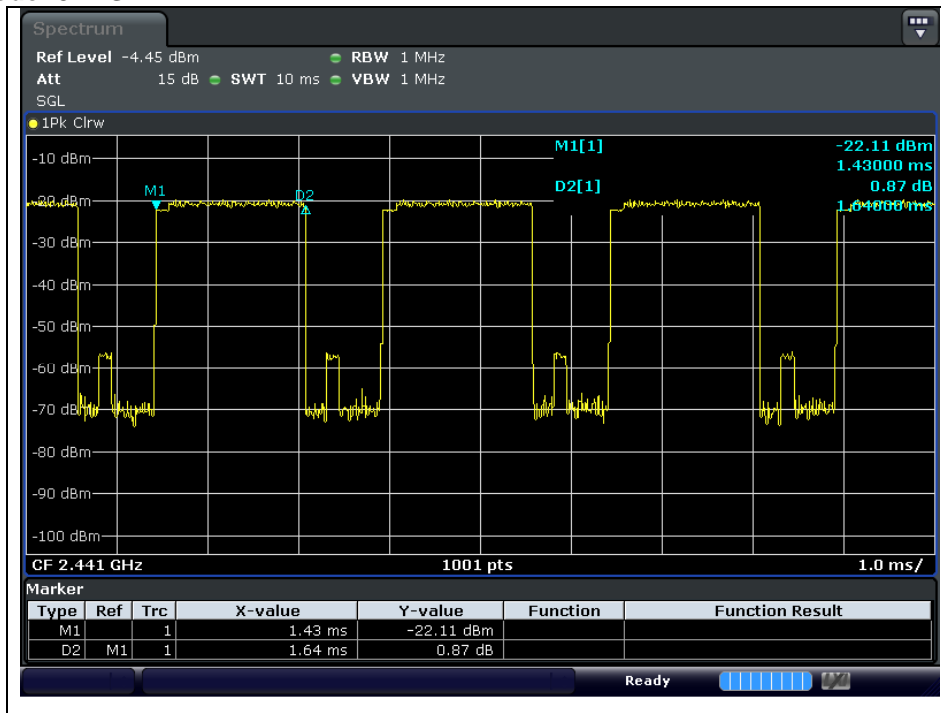 Spectrum
Ref Level -4.45 dBm RBW 1 MHz
Att 15 dB SWT 10 ms VBW 1 MHz
SGL
1Pk Clrw
M1[1] -22.11 dBm
1.43000 ms
D2[1] 0.87 dB
1.64000 ms
-10 dBm
M1
D2
-20 dBm
-30 dBm
-40 dBm
-50 dBm
-60 dBm
-70 dBm
-80 dBm
-90 dBm
-100 dBm
CF 2.441 GHz 1001 pts 1.0 ms/
Marker
Type Ref Trc X-value Y-value Function Function Result
M1 1 1.43 ms -22.11 dBm
D2 M1 1 1.64 ms 0.87 dB
Ready